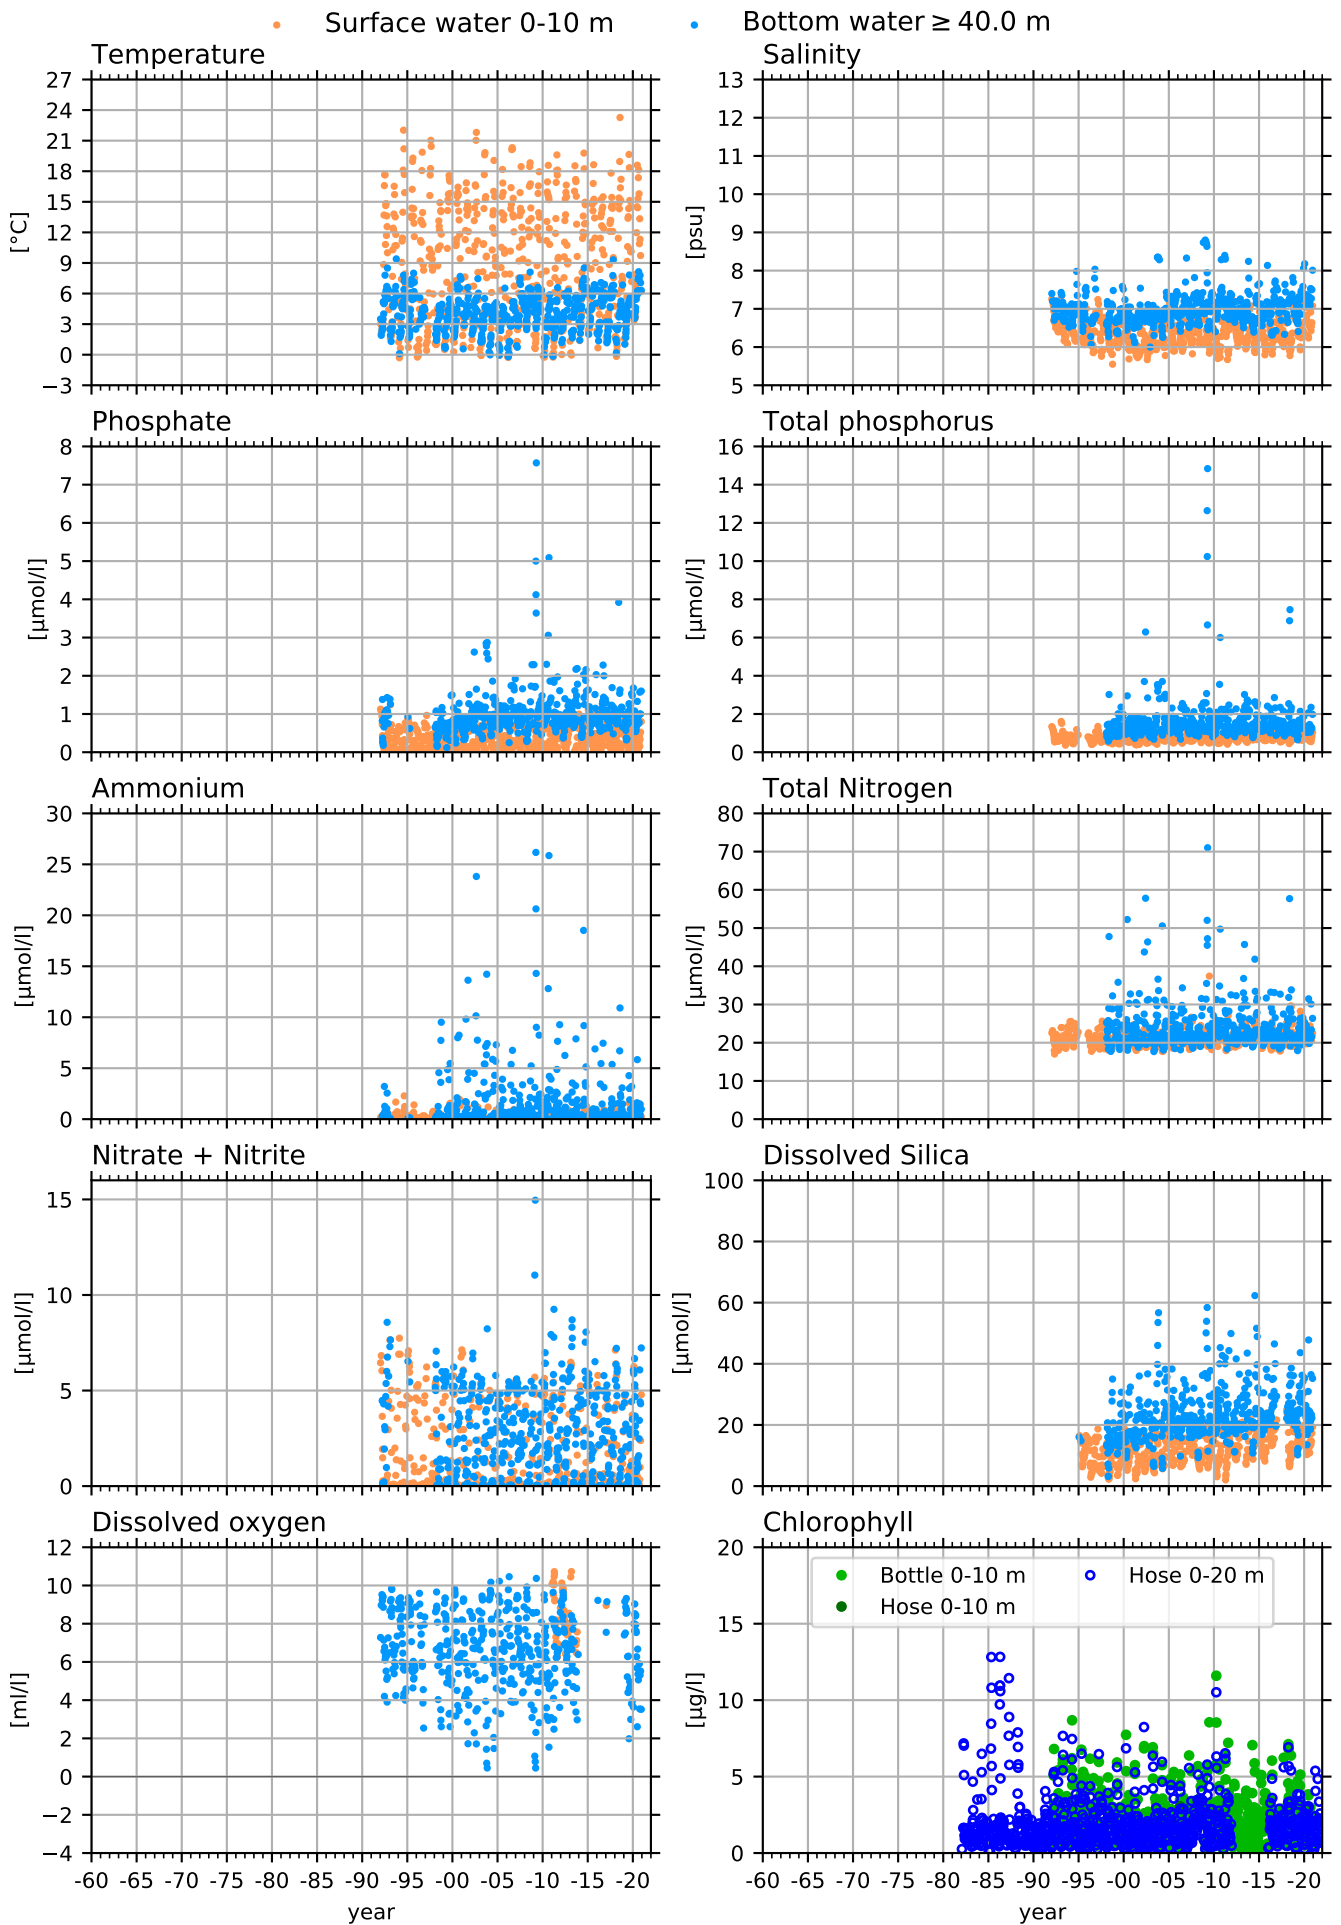 Surface water 0-10 m
Bottom water ≥ 40.0 m
Temperature
27
24
21
18
15
12
9
6
3
0
−3
[°C]
Salinity
13
12
11
10
9
8
7
6
5
[psu]
Phosphate
8
7
6
5
4
3
2
1
0
[µmol/l]
Total phosphorus
16
14
12
10
8
6
4
2
0
[µmol/l]
Ammonium
30
25
20
15
10
5
0
[µmol/l]
Total Nitrogen
80
70
60
50
40
30
20
10
0
[µmol/l]
Nitrate + Nitrite
15
10
5
0
[µmol/l]
Dissolved Silica
100
80
60
40
20
0
[µmol/l]
Dissolved oxygen
12
10
8
6
4
2
0
−2
−4
[ml/l]
-60 -65 -70 -75 -80 -85 -90 -95 -00 -05 -10 -15 -20
year
Chlorophyll
20
15
10
5
0
[µg/l]
Bottle 0-10 m
Hose 0-10 m
Hose 0-20 m
-60 -65 -70 -75 -80 -85 -90 -95 -00 -05 -10 -15 -20
year